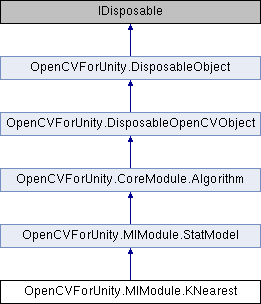 IDisposable
OpenCVForUnity.DisposableObject
OpenCVForUnity.DisposableOpenCVObject
OpenCVForUnity.CoreModule.Algorithm
OpenCVForUnity.MlModule.StatModel
OpenCVForUnity.MlModule.KNearest